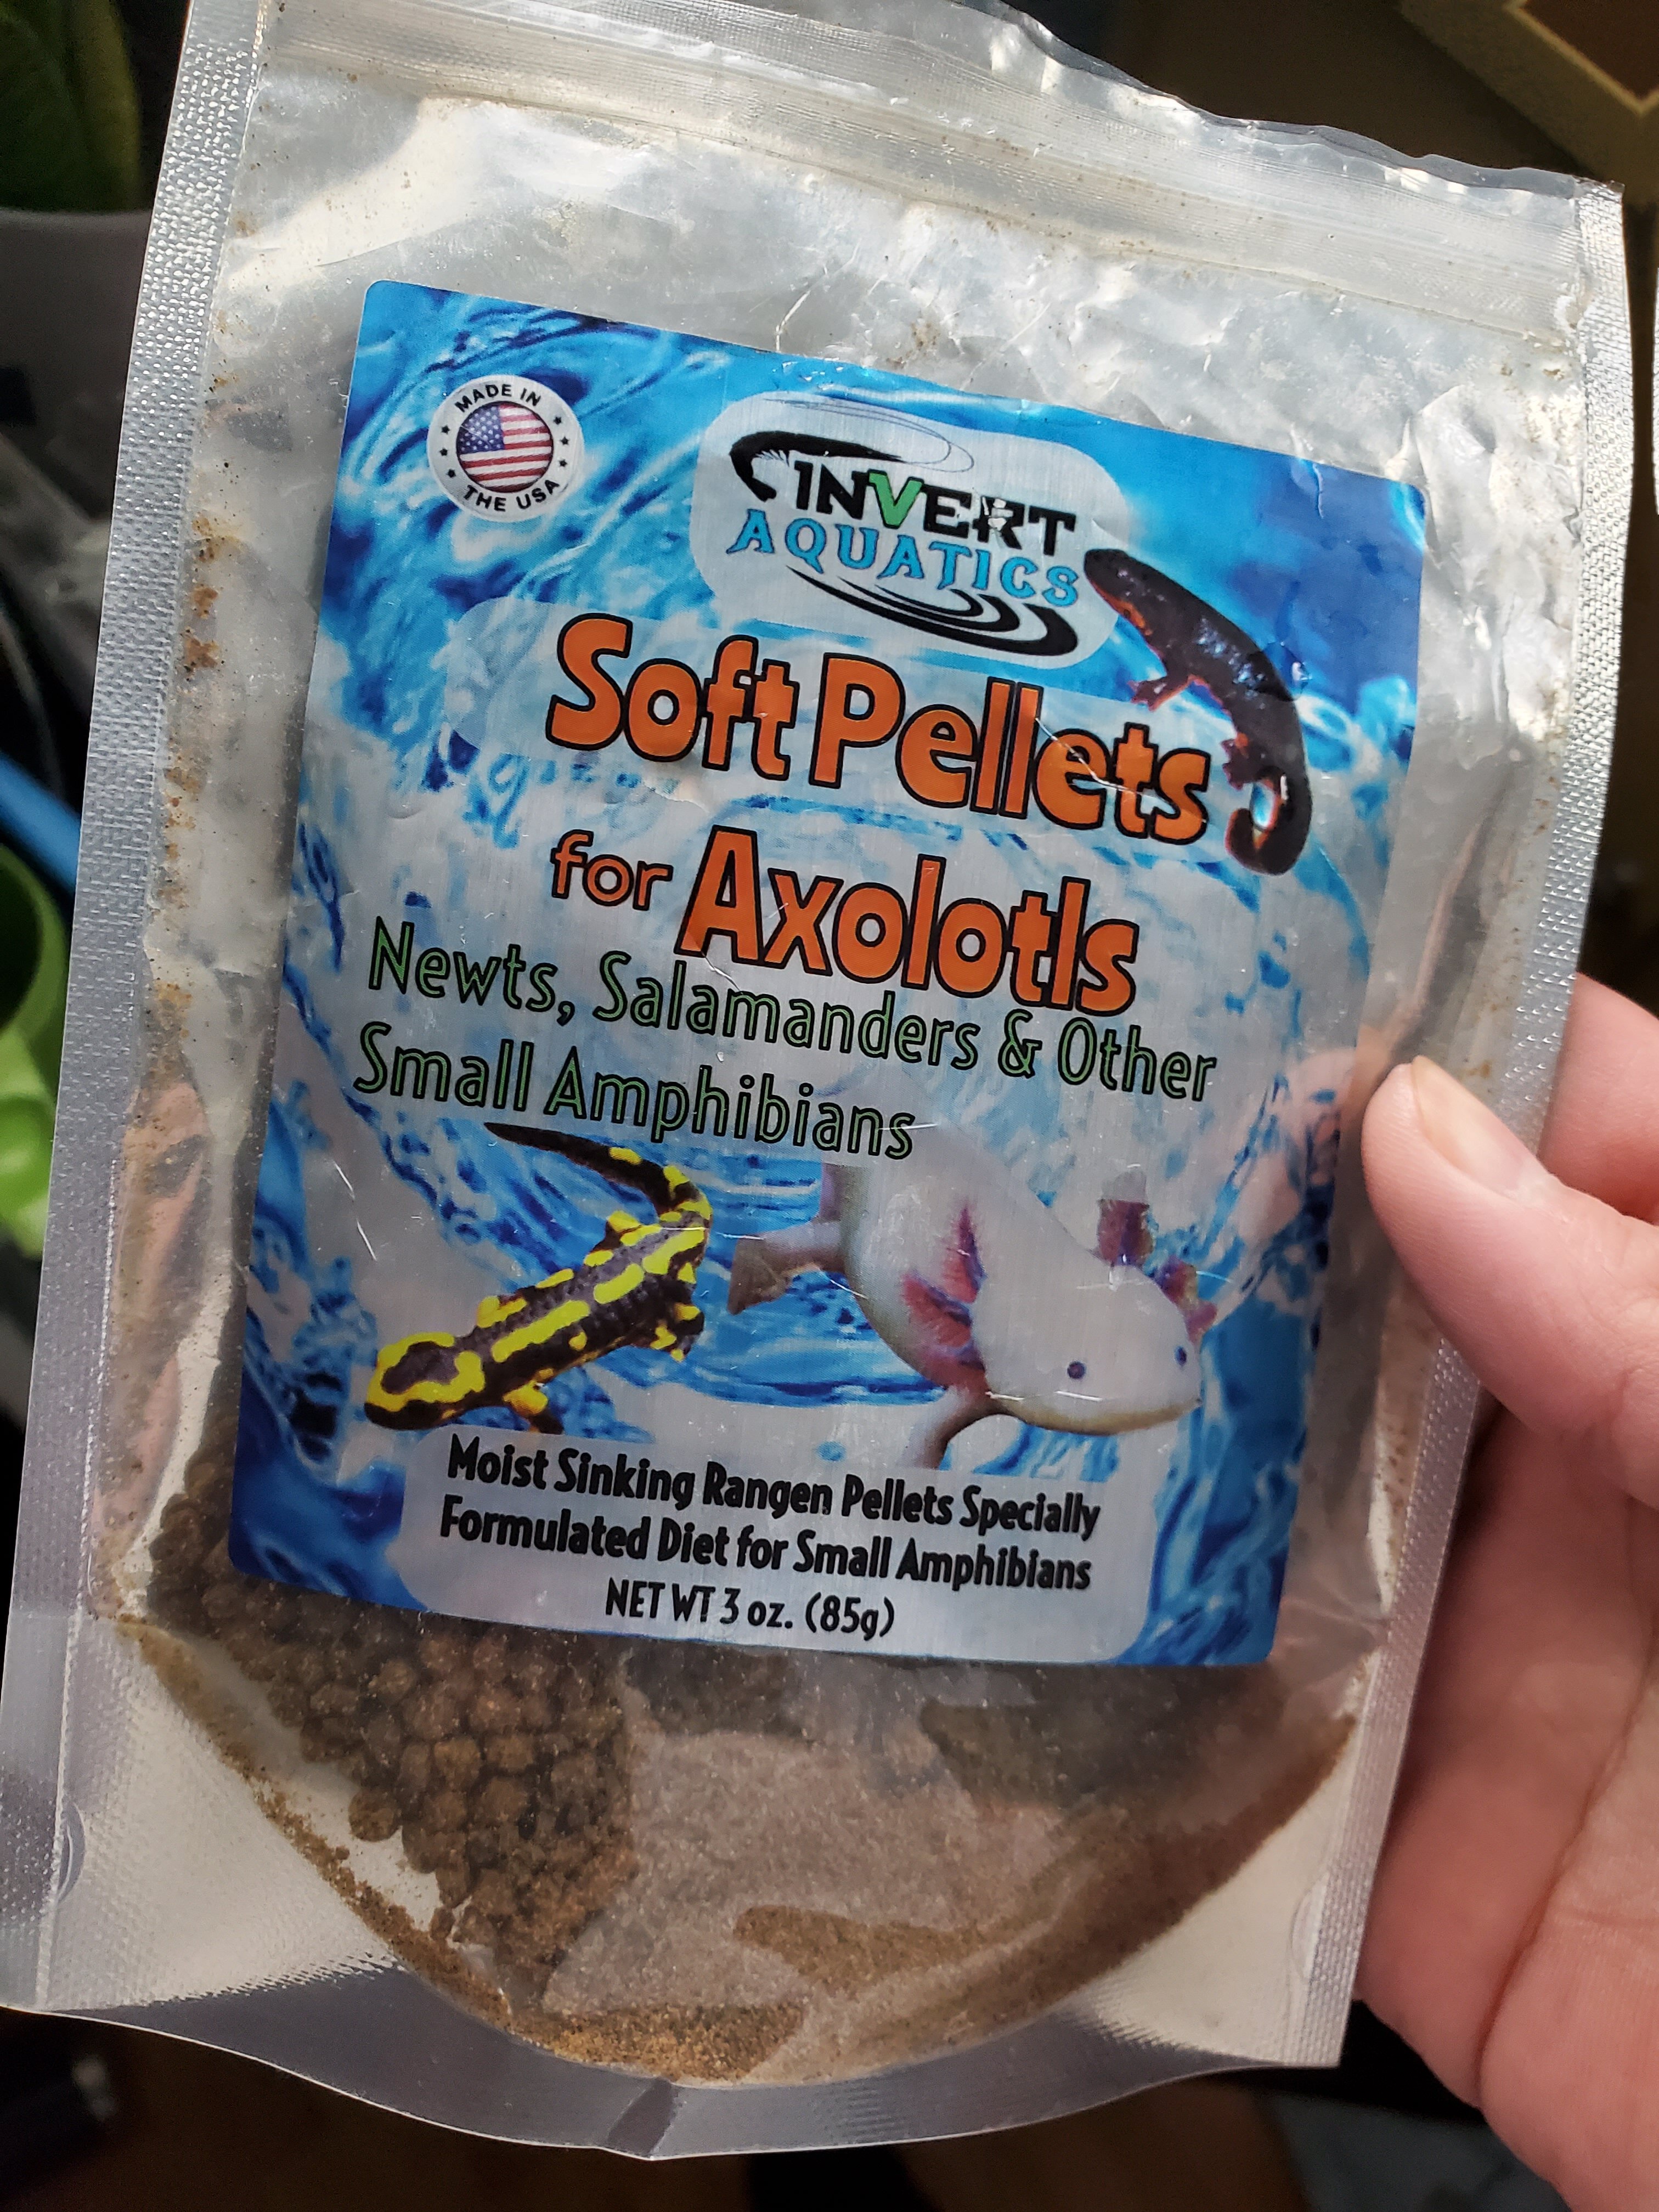 MADE IN
THE USA
INVERT
AQUATICS
Soft Pellets
for Axolotls
Newts, Salamanders & Other
Small Amphibians
Moist Sinking Rangen Pellets Specially
Formulated Diet for Small Amphibians
NET WT 3 oz. (85g)